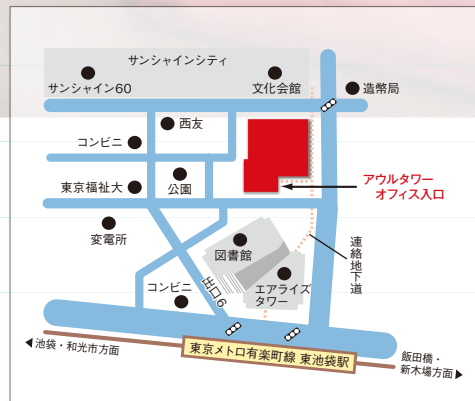 サンシャインシティ
サンシャイン60
文化会館
造幣局
西友
コンビニ
公園
東京福祉大
アウルタワー
オフィス入口
変電所
図書館
連絡地下道
エアライズ
タワー
コンビニ
出口6
東京メトロ有楽町線 東池袋駅
◀池袋・和光市方面
飯田橋・
新木場方面▶